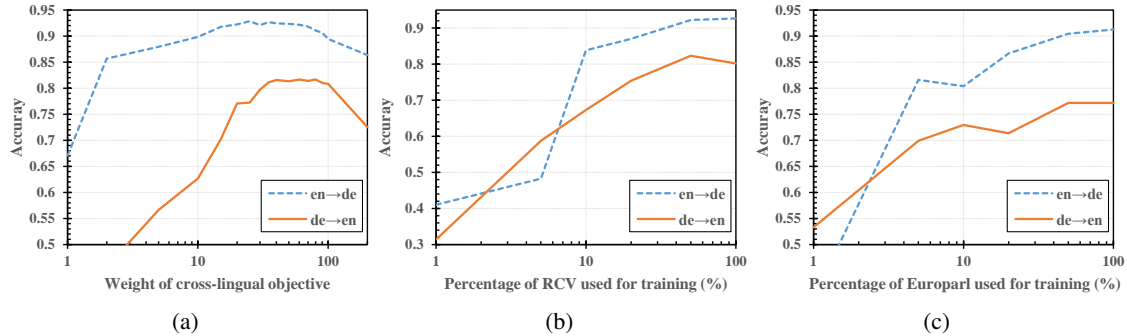 0.95
0.9
0.85
0.8
0.75
0.7
0.65
0.6
0.55
0.5
Accuray
1 10 100
Weight of cross-lingual objective
en→de
de→en
(a)
1
0.9
0.8
0.7
0.6
0.5
0.4
0.3
Accuray
1 10 100
Percentage of RCV used for training (%)
en→de
de→en
(b)
0.95
0.9
0.85
0.8
0.75
0.7
0.65
0.6
0.55
0.5
Accuray
1 10 100
Percentage of Europarl used for training (%)
en→de
de→en
(c)